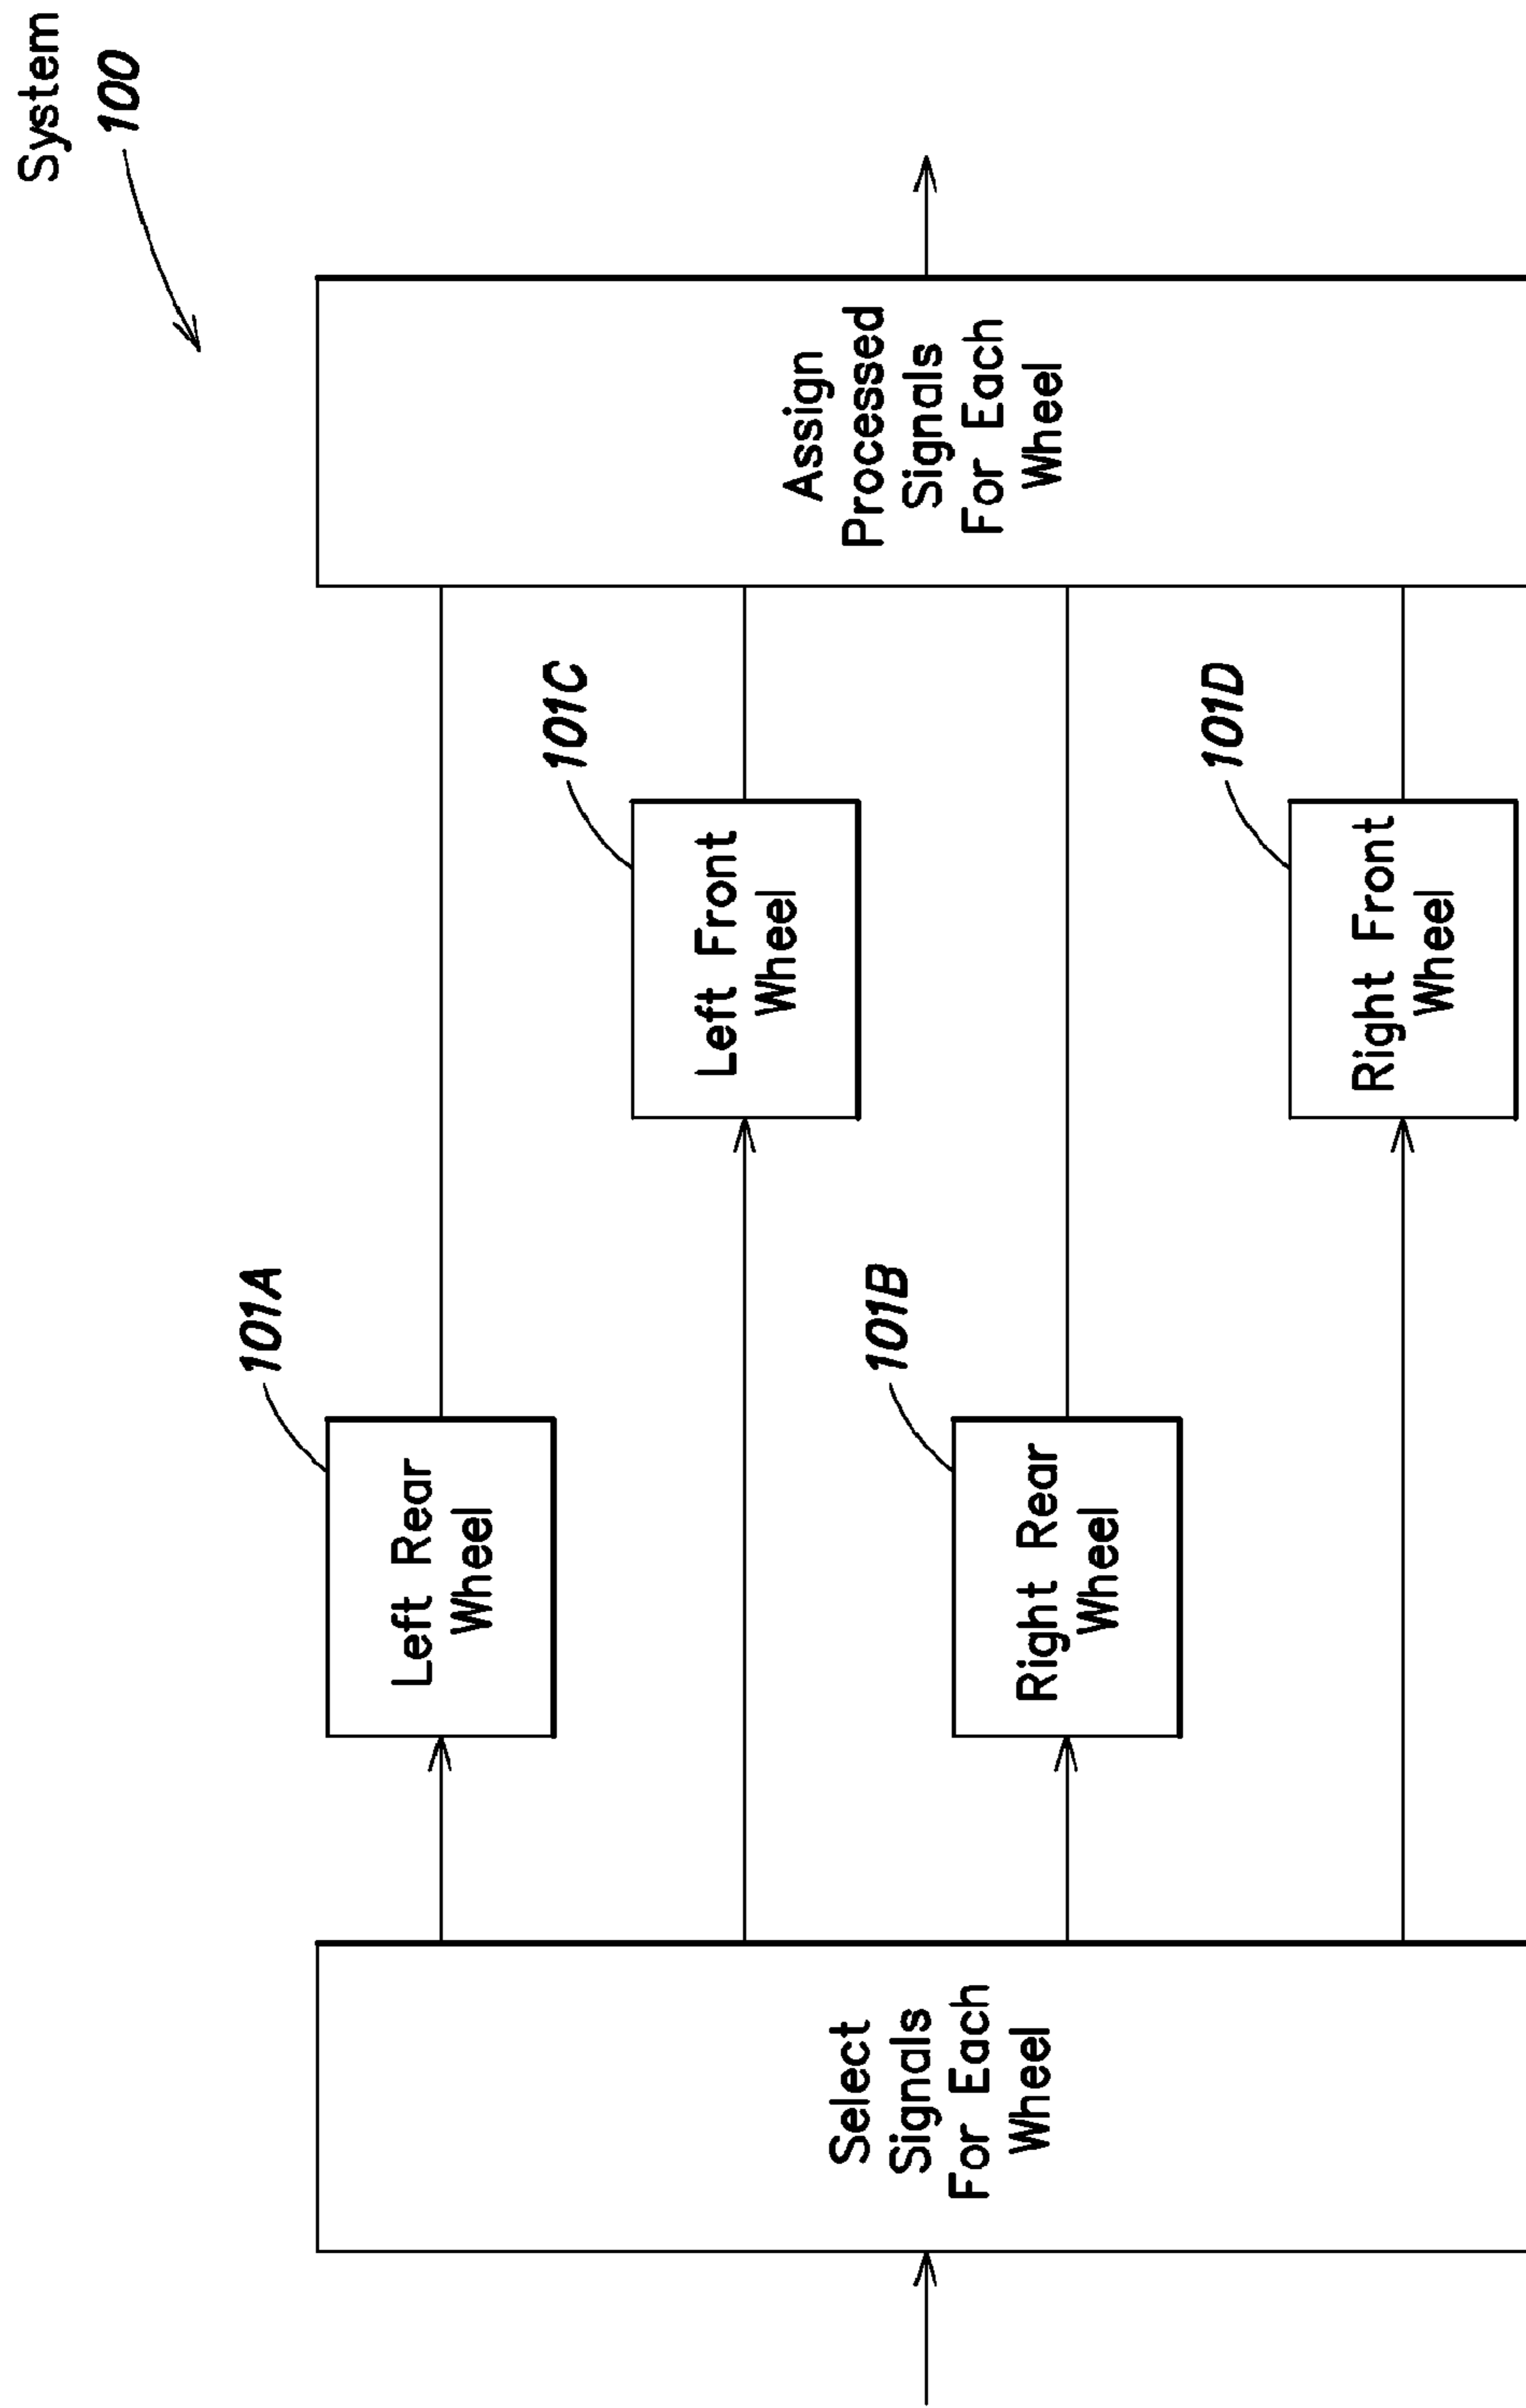 System
100
Select
Signals
For Each
Wheel
101A
Left Rear
Wheel
101C
Left Front
Wheel
101B
Right Rear
Wheel
101D
Right Front
Wheel
Assign
Processed
Signals
For Each
Wheel